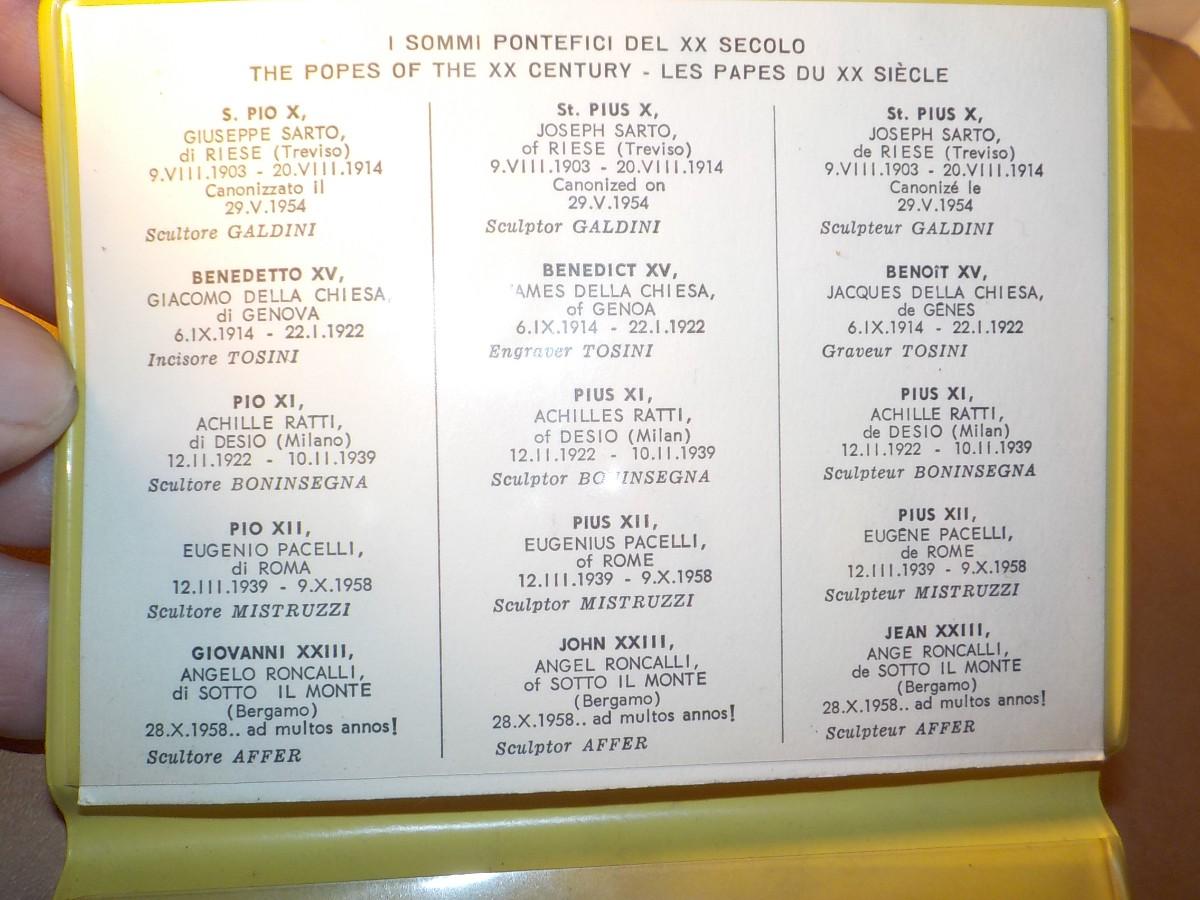 I SOMMI PONTEFICI DEL XX SECOLO
THE POPES OF THE XX CENTURY - LES PAPES DU XX SIÈCLE
S. PIO X,
GIUSEPPE SARTO,
di RIESE (Treviso)
9.VIII.1903 - 20.VIII.1914
Canonizzato il
29.V.1954
Scultore GALDINI
BENEDETTO XV,
GIACOMO DELLA CHIESA,
di GENOVA
6.IX.1914 - 22.I.1922
Incisore TOSINI
PIO XI,
ACHILLE RATTI,
di DESIO (Milano)
12.II.1922 - 10.II.1939
Scultore BONINSEGNA
PIO XII,
EUGENIO PACELLI,
di ROMA
12.III.1939 - 9.X.1958
Scultore MISTRUZZI
GIOVANNI XXIII,
ANGELO RONCALLI,
di SOTTO IL MONTE
(Bergamo)
28.X.1958.. ad multos annos!
Scultore AFFER
St. PIUS X,
JOSEPH SARTO,
of RIESE (Treviso)
9.VIII.1903 - 20.VIII.1914
Canonized on
29.V.1954
Sculptor GALDINI
BENEDICT XV,
JAMES DELLA CHIESA,
of GENOA
6.IX.1914 - 22.I.1922
Engraver TOSINI
PIUS XI,
ACHILLES RATTI,
of DESIO (Milan)
12.II.1922 - 10.II.1939
Sculptor BONINSEGNA
PIUS XII,
EUGENIUS PACELLI,
of ROME
12.III.1939 - 9.X.1958
Sculptor MISTRUZZI
JOHN XXIII,
ANGEL RONCALLI,
of SOTTO IL MONTE
(Bergamo)
28.X.1958.. ad multos annos!
Sculptor AFFER
St. PIUS X,
JOSEPH SARTO,
de RIESE (Treviso)
9.VIII.1903 - 20.VIII.1914
Canonizé le
29.V.1954
Sculpteur GALDINI
BENOîT XV,
JACQUES DELLA CHIESA,
de GÊNES
6.IX.1914 - 22.I.1922
Graveur TOSINI
PIUS XI,
ACHILLE RATTI,
de DESIO (Milan)
12.II.1922 - 10.II.1939
Sculpteur BONINSEGNA
PIUS XII,
EUGÊNE PACELLI,
de ROME
12.III.1939 - 9.X.1958
Sculpteur MISTRUZZI
JEAN XXIII,
ANGE RONCALLI,
de SOTTO IL MONTE
(Bergamo)
28.X.1958.. ad multos annos!
Sculpteur AFFER